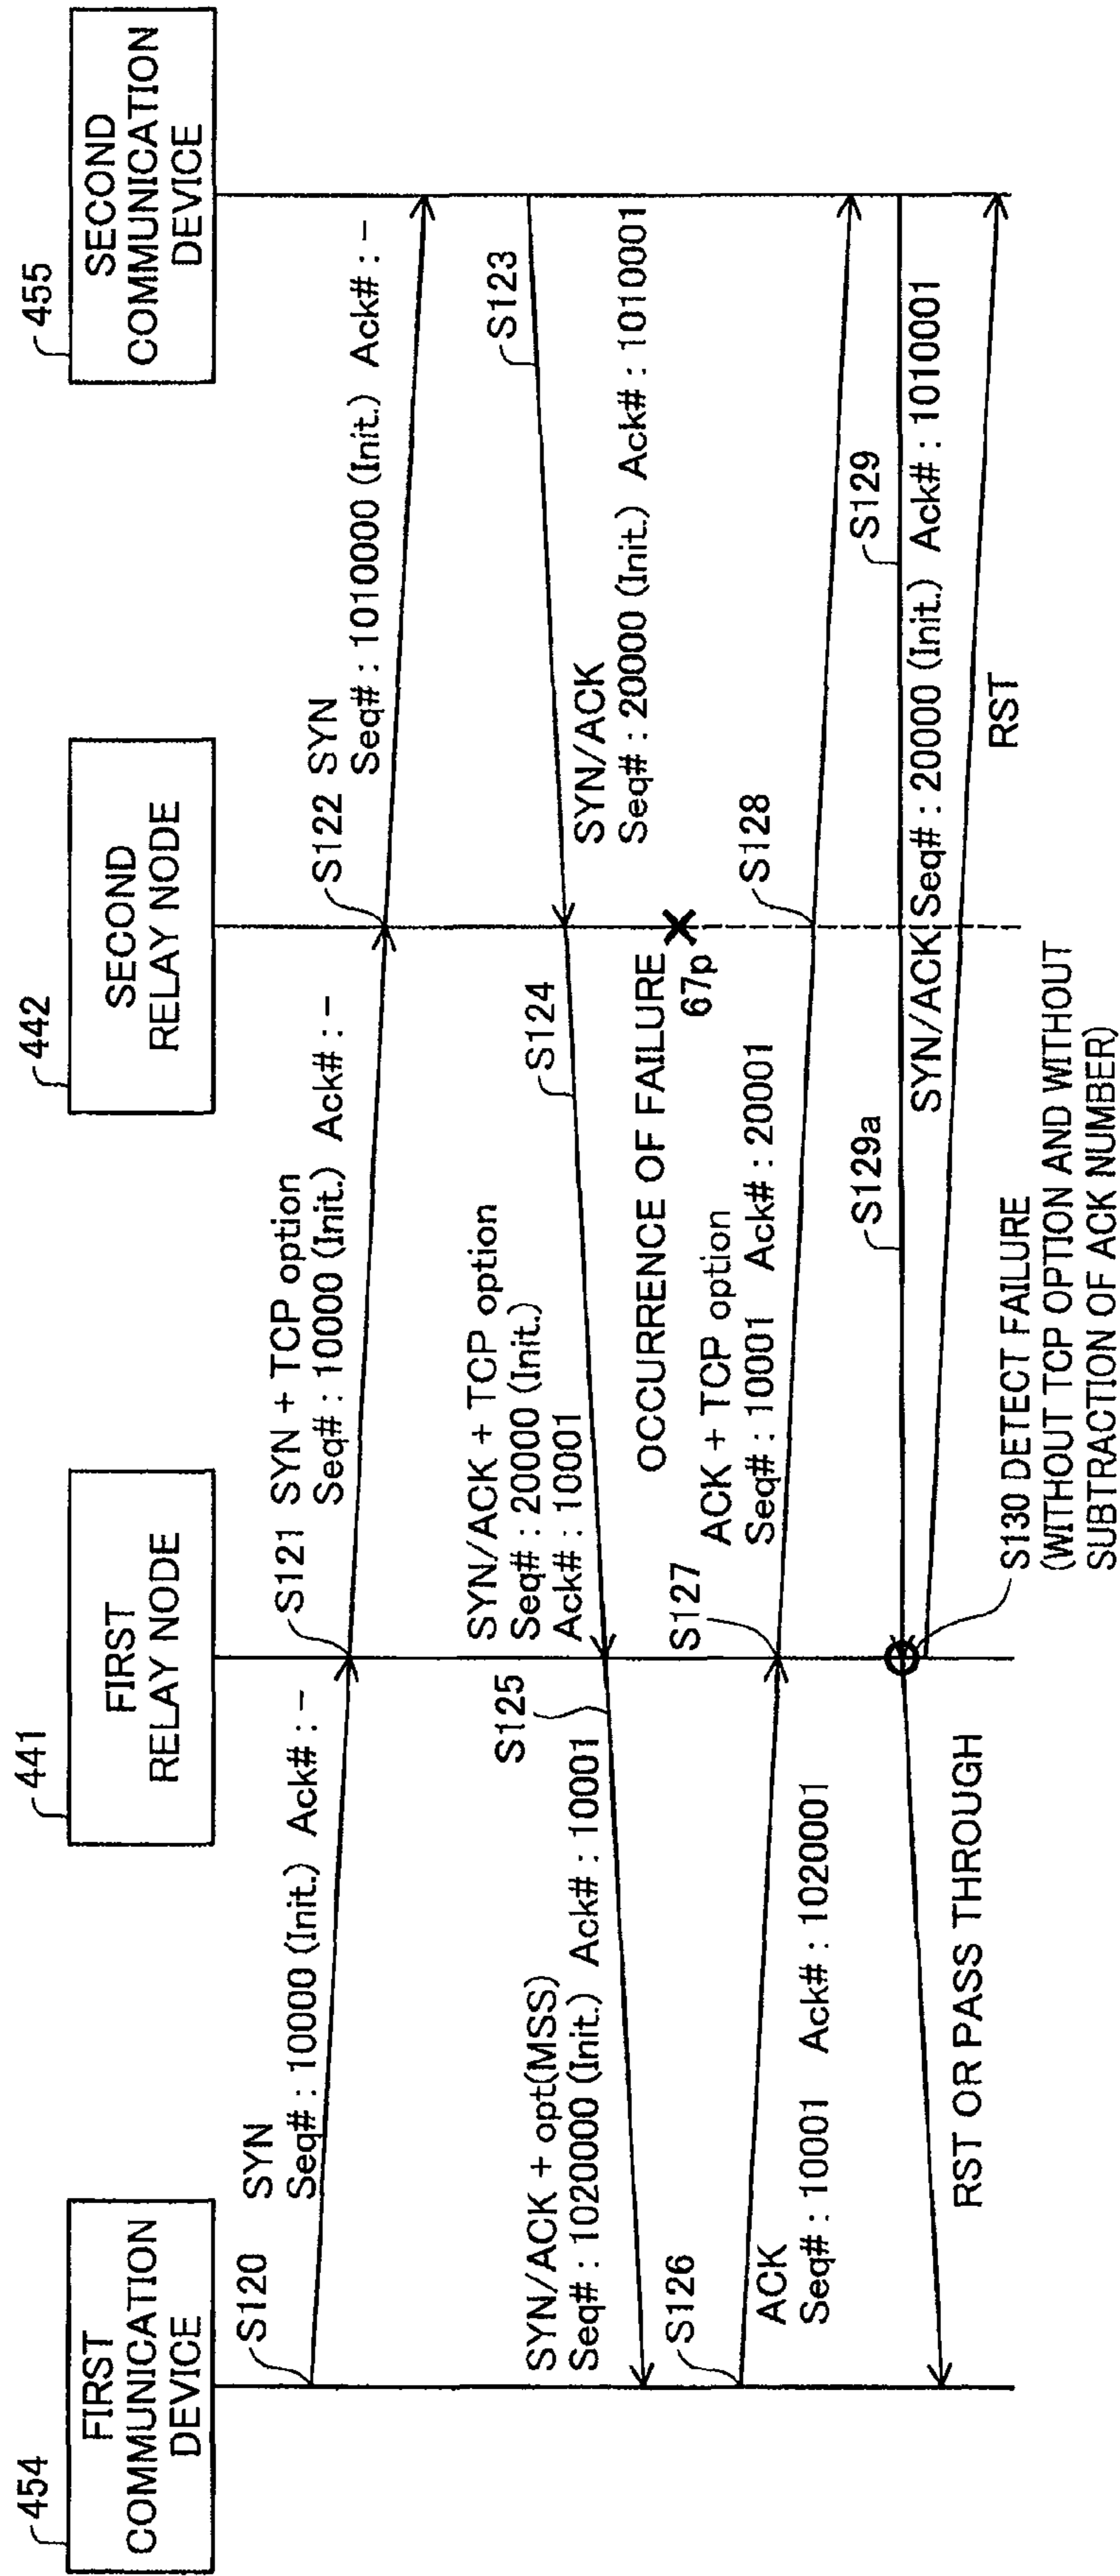 454
FIRST
COMMUNICATION
DEVICE
441
FIRST
RELAY NODE
442
SECOND
RELAY NODE
455
SECOND
COMMUNICATION
DEVICE
S120
SYN
Seq# : 10000 (Init.) Ack# : -
S121 SYN + TCP option
Seq# : 10000 (Init.) Ack# : -
S122 SYN
Seq# : 1010000 (Init.) Ack# : -
S123
SYN/ACK
Seq# : 20000 (Init.) Ack# : 1010001
S124
SYN/ACK + TCP option
Seq# : 20000 (Init.)
Ack# : 10001
S125
SYN/ACK + opt(MSS)
Seq# : 1020000 (Init.) Ack# : 10001
OCCURRENCE OF FAILURE
67p
S126
ACK
Seq# : 10001 Ack# : 1020001
S127
ACK + TCP option
Seq# : 10001 Ack# : 20001
S128
S129
S129a
SYN/ACK Seq# : 20000 (Init.) Ack# : 1010001
RST
RST OR PASS THROUGH
S130 DETECT FAILURE
(WITHOUT TCP OPTION AND WITHOUT
SUBTRACTION OF ACK NUMBER)